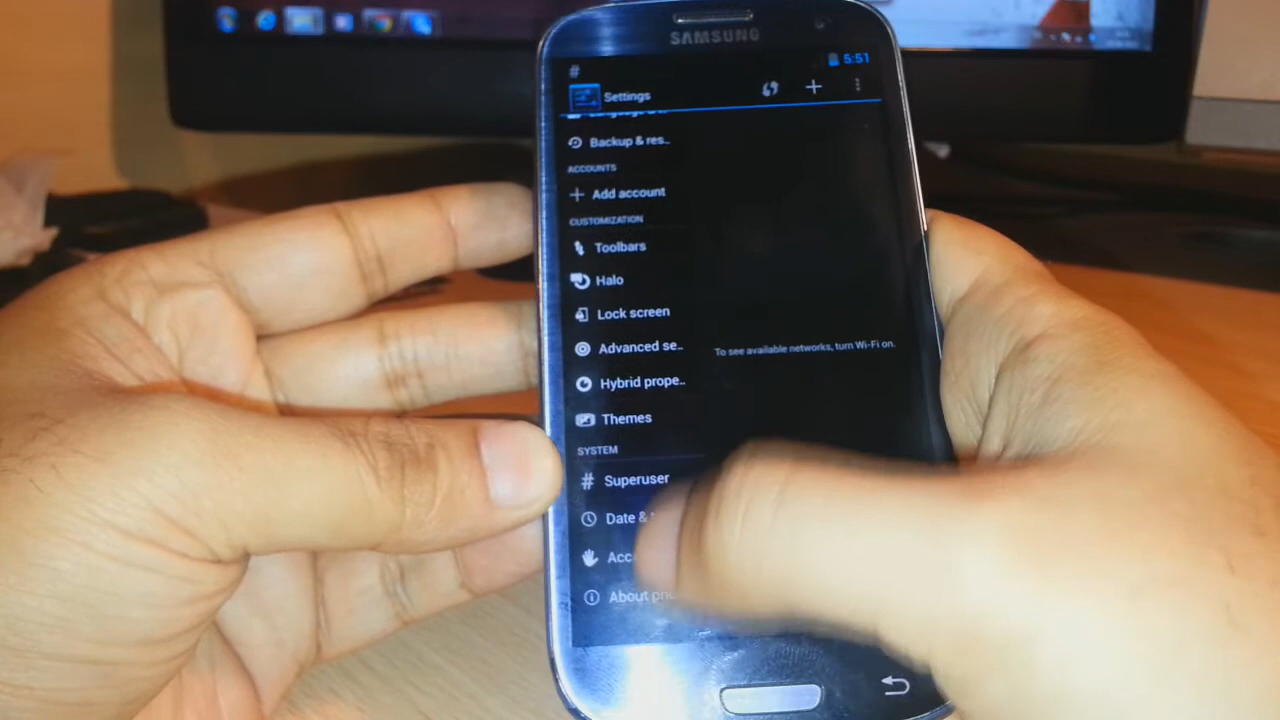 SAMSUNG
#
5:51
Settings
Backup & res..
ACCOUNTS
Add account
CUSTOMIZATION
Toolbars
Halo
Lock screen
Advanced se..
To see available networks, turn Wi-Fi on.
Hybrid prope..
Themes
SYSTEM
# Superuser
Date &
About